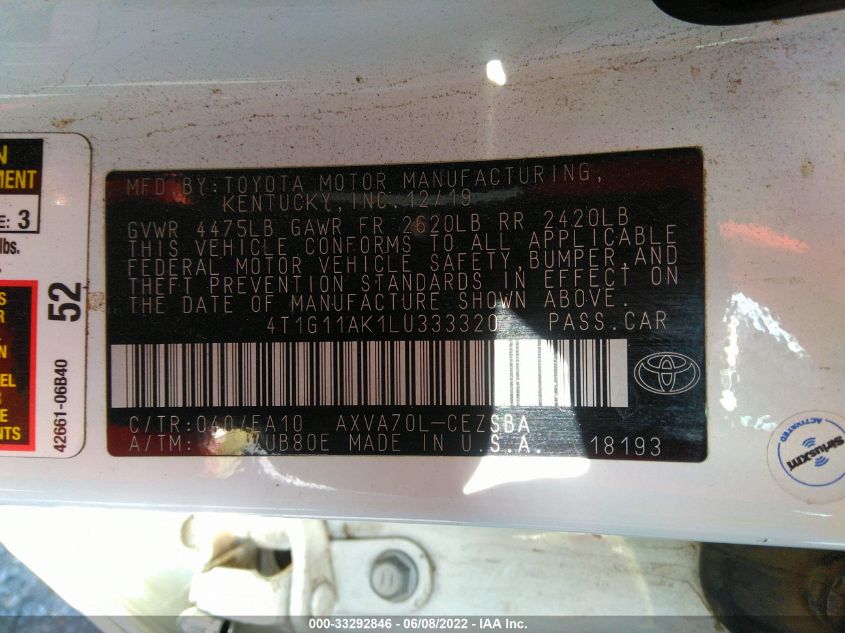 MFD BY:TOYOTA MOTOR MANUFACTURING,
KENTUCKY, INC. 12/19
GVWR 4475LB GAWR FR 2620LB RR 2420LB
THIS VEHICLE CONFORMS TO ALL APPLICABLE
FEDERAL MOTOR VEHICLE SAFETY, BUMPER, AND
THEFT PREVENTION STANDARDS IN EFFECT ON
THE DATE OF MANUFACTURE SHOWN ABOVE.
4T1G11AK1LU333320 PASS.CAR
C/TR:040/EA10 AXVA70L-CEZSBA
A/TM: UB80E MADE IN U.S.A. 18193
E: 3
lbs.
52
42661-06B40
SiriusXM
000-33292846 - 06/08/2022 - IAA Inc.